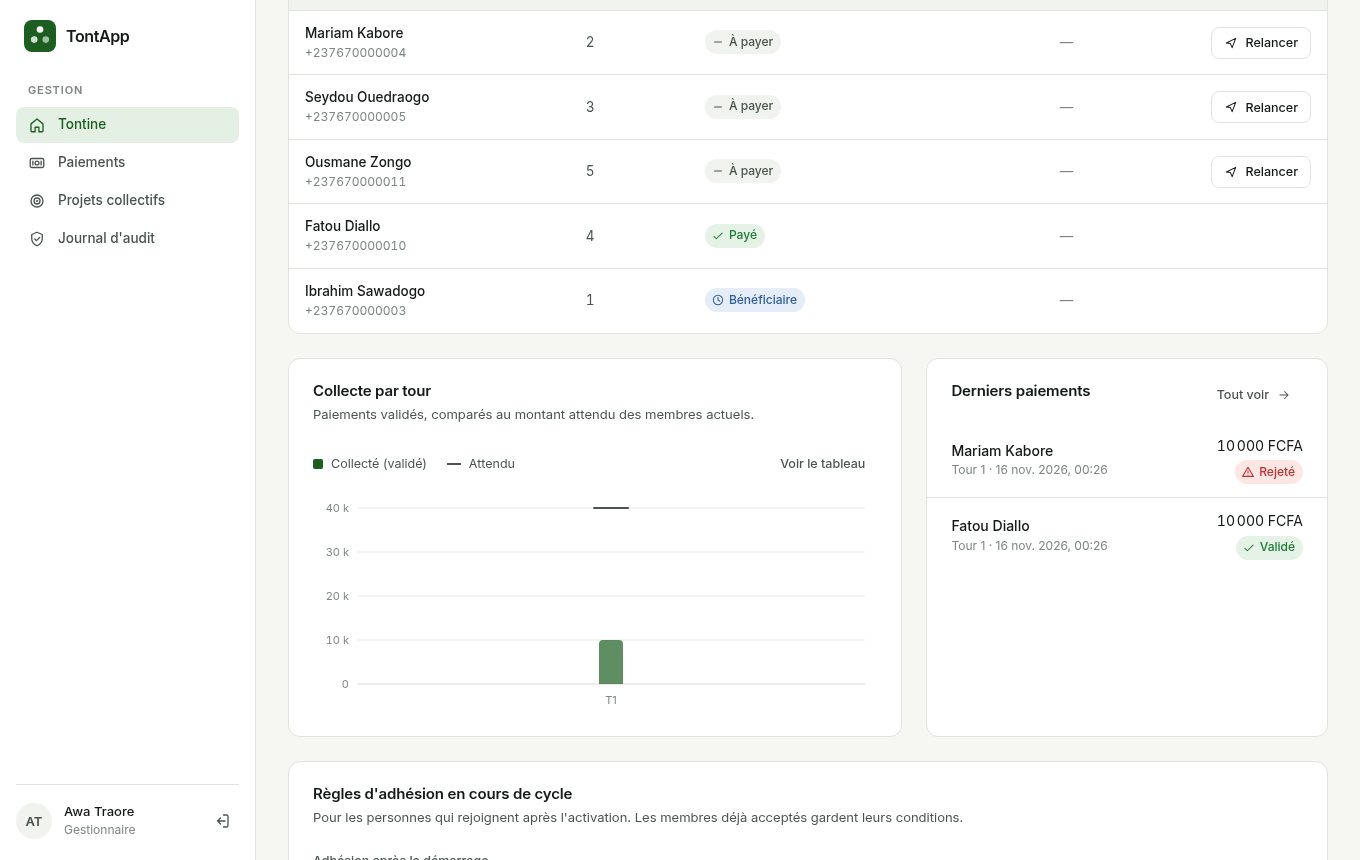 TontApp
GESTION
Tontine
Paiements
Projets collectifs
Journal d'audit
AT
Awa Traore
Gestionnaire
Mariam Kabore
+237670000004
2
À payer
—
Relancer
Seydou Ouedraogo
+237670000005
3
À payer
—
Relancer
Ousmane Zongo
+237670000011
5
À payer
—
Relancer
Fatou Diallo
+237670000010
4
Payé
—
Ibrahim Sawadogo
+237670000003
1
Bénéficiaire
—
Collecte par tour
Paiements validés, comparés au montant attendu des membres actuels.
Collecté (validé)
Attendu
Voir le tableau
40 k
30 k
20 k
10 k
0
T1
Derniers paiements
Tout voir →
Mariam Kabore
Tour 1 · 16 nov. 2026, 00:26
10 000 FCFA
Rejeté
Fatou Diallo
Tour 1 · 16 nov. 2026, 00:26
10 000 FCFA
Validé
Règles d'adhésion en cours de cycle
Pour les personnes qui rejoignent après l'activation. Les membres déjà acceptés gardent leurs conditions.
Adhésion après le démarrage